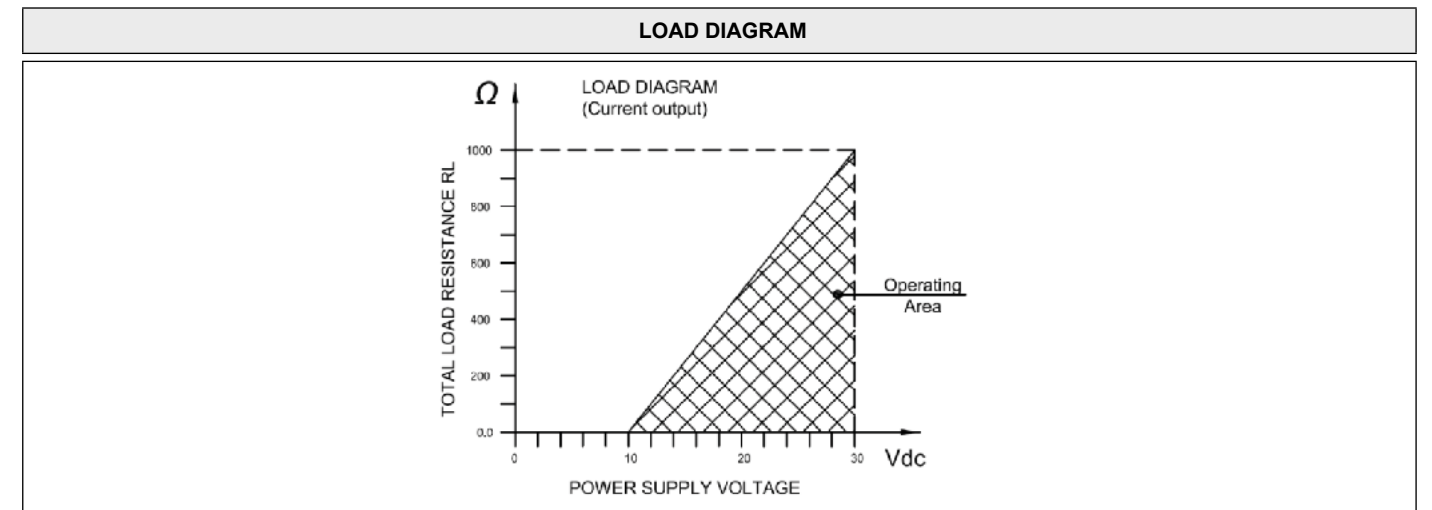 LOAD DIAGRAM
Ω
LOAD DIAGRAM
(Current output)
TOTAL LOAD RESISTANCE RL
1000
800
600
400
200
0.0
Operating
Area
0
10
20
30
Vdc
POWER SUPPLY VOLTAGE